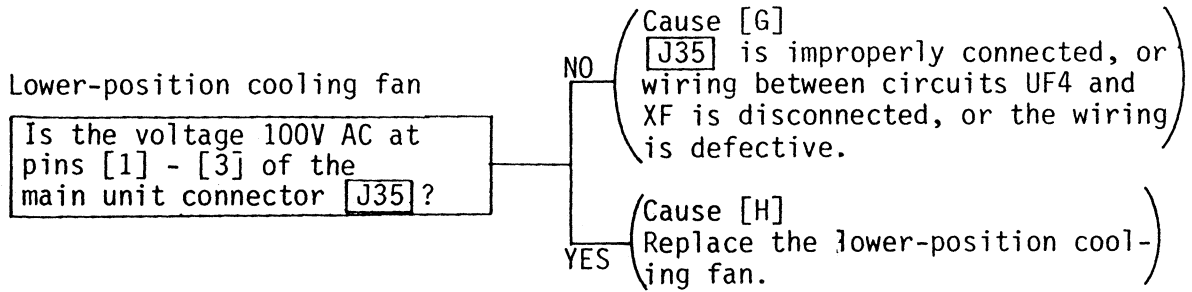 Lower-position cooling fan
Is the voltage 100V AC at
pins [1] - [3] of the
main unit connector J35 ?
NO
Cause [G]
J35 is improperly connected, or
wiring between circuits UF4 and
XF is disconnected, or the wiring
is defective.
YES
Cause [H]
Replace the lower-position cool-
ing fan.